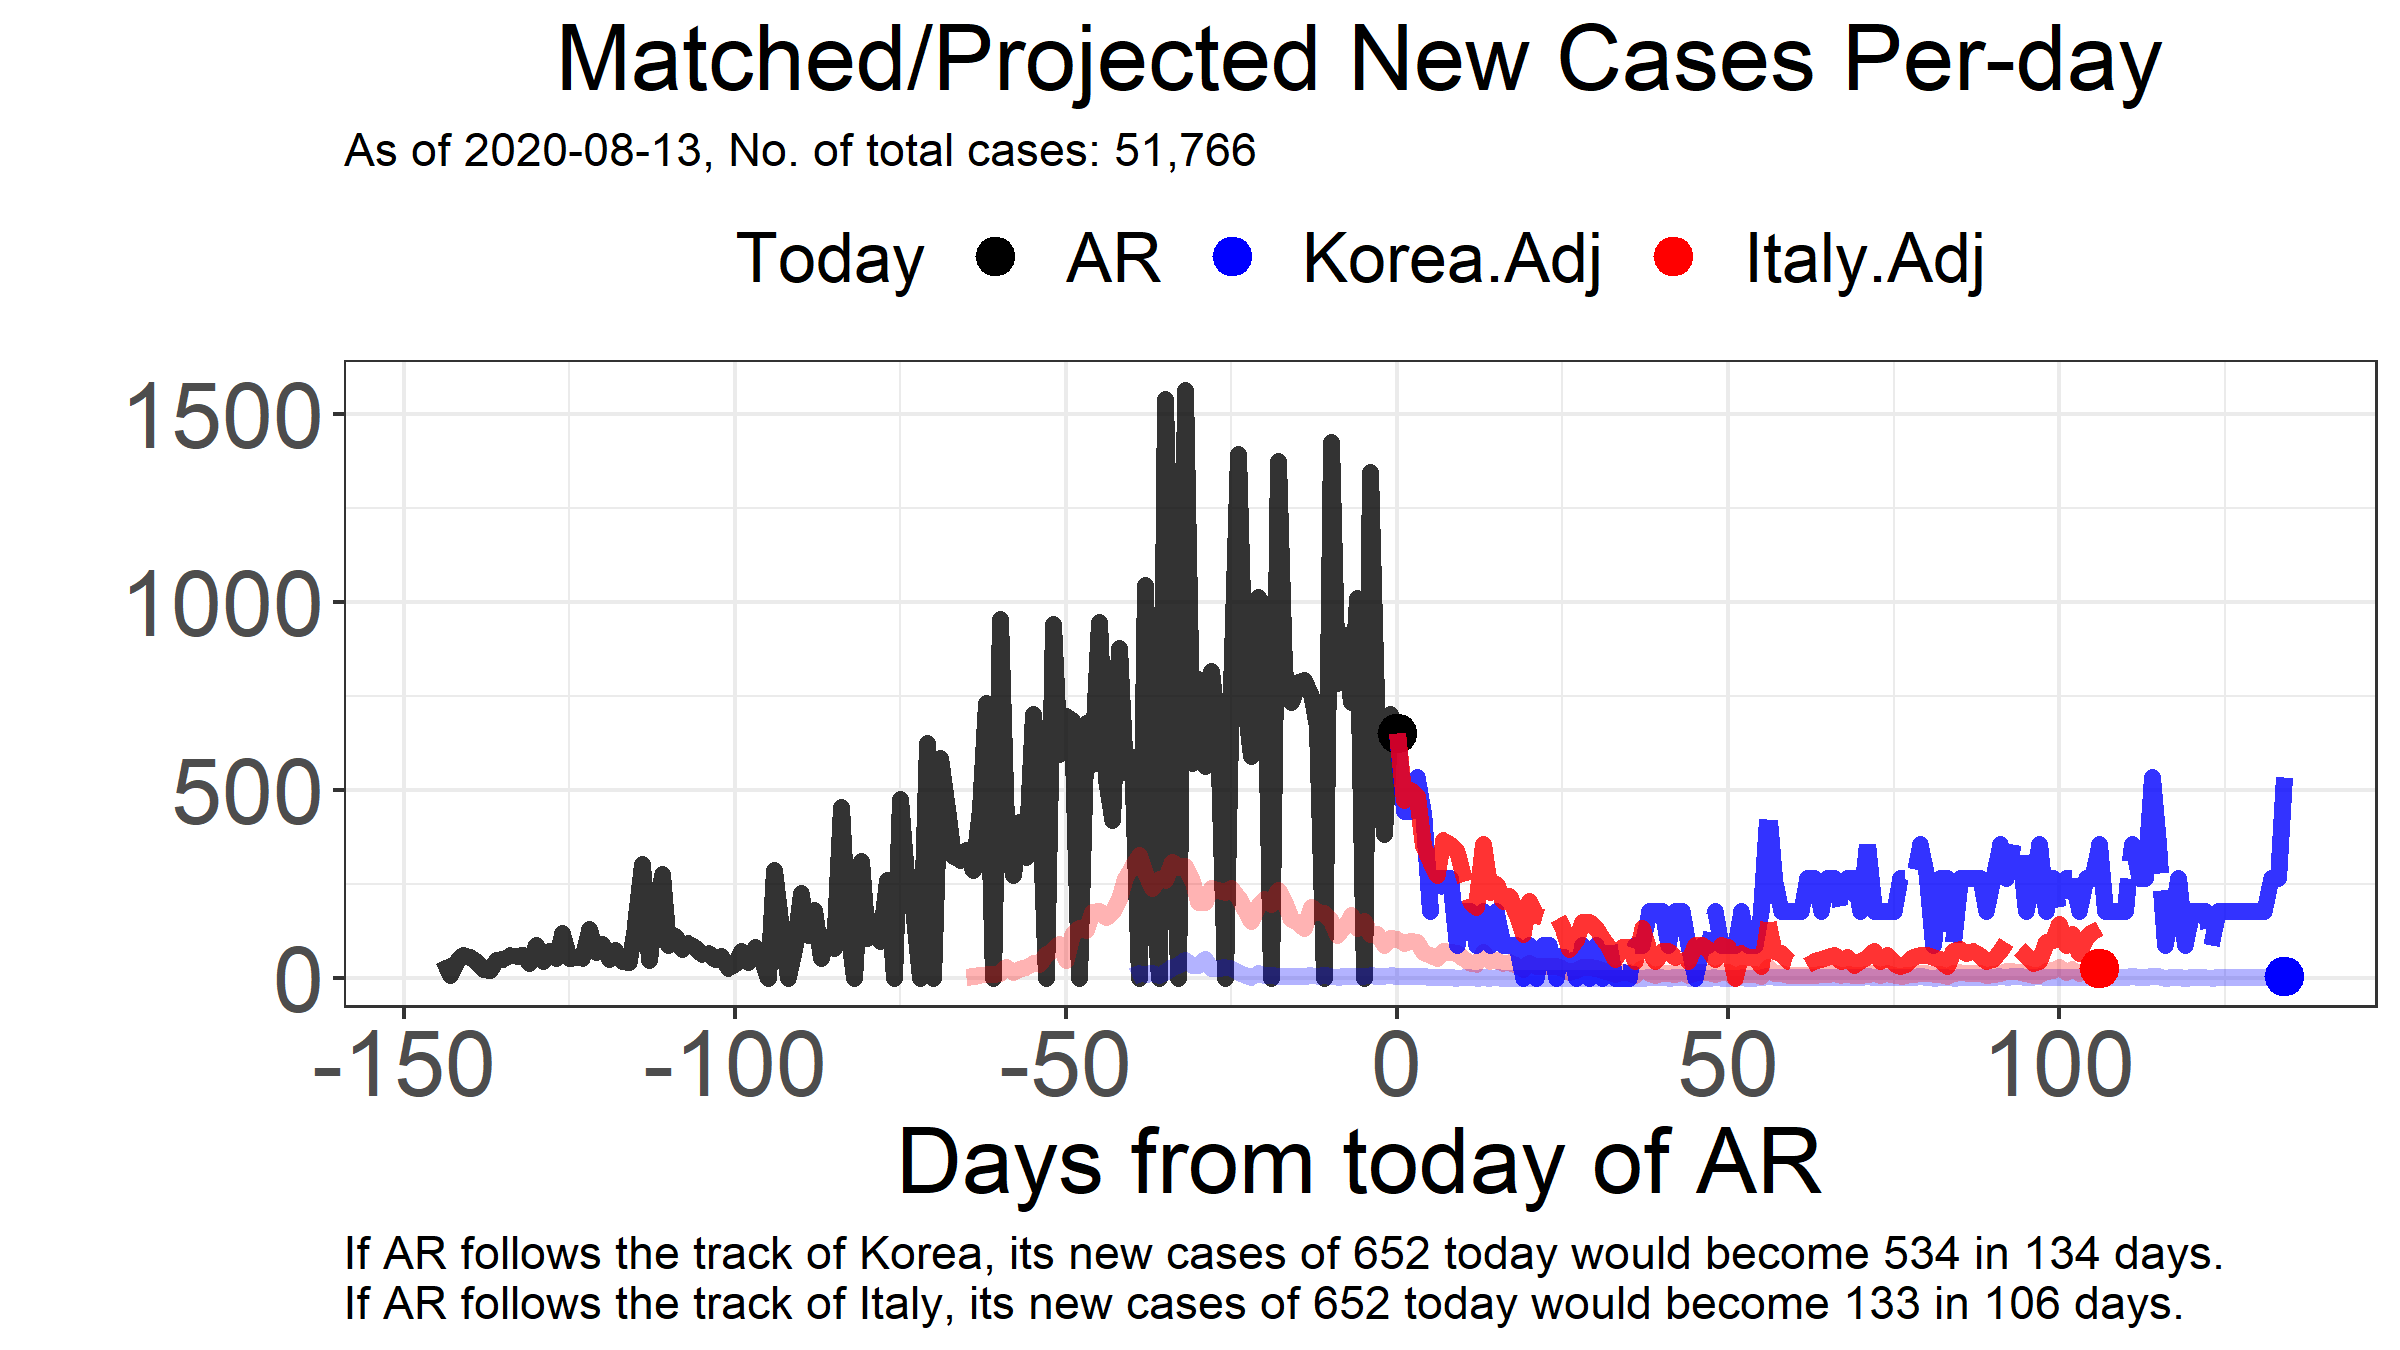 Matched/Projected New Cases Per-day
As of 2020-08-13, No. of total cases: 51,766
Today AR Korea.Adj Italy.Adj
1500
1000
500
0
-150 -100 -50 0 50 100
Days from today of AR
If AR follows the track of Korea, its new cases of 652 today would become 534 in 134 days.
If AR follows the track of Italy, its new cases of 652 today would become 133 in 106 days.